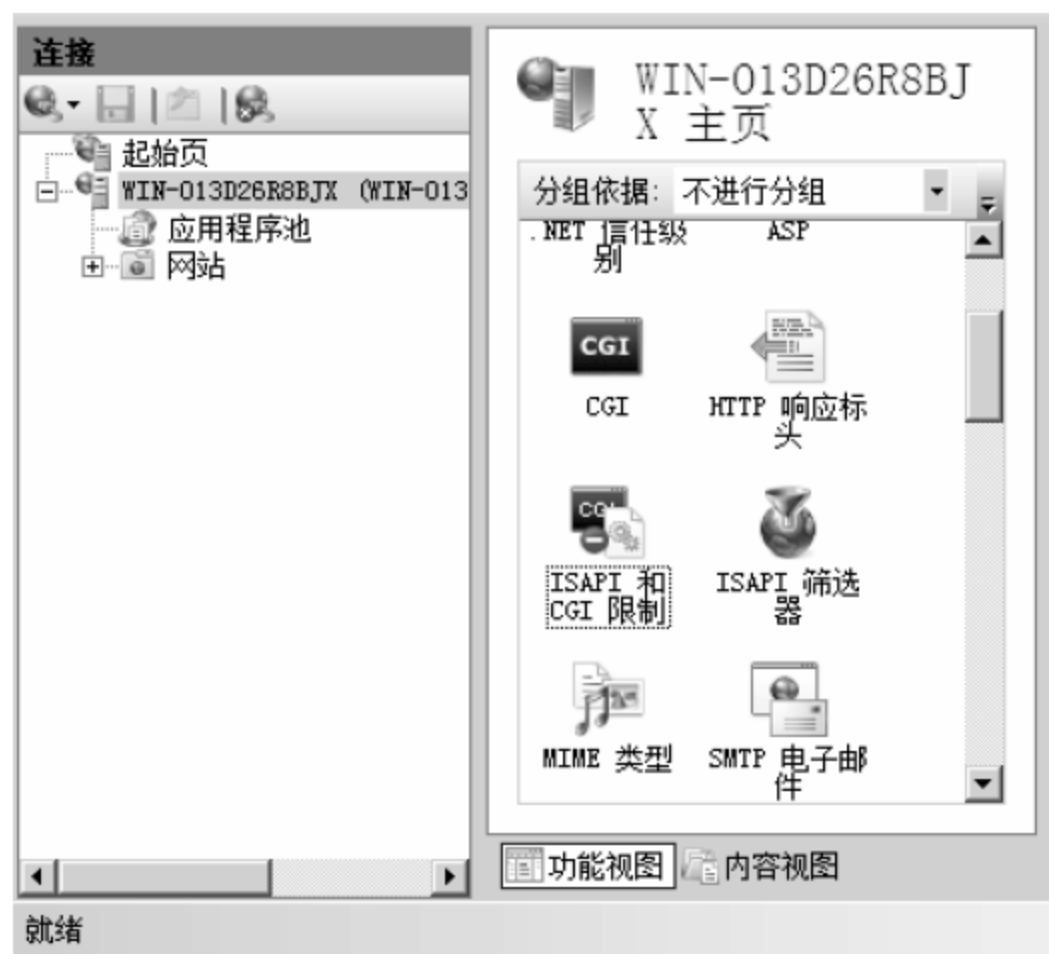 连接
起始页
WIN-013D26R8BJX (WIN-013
应用程序池
网站
WIN-013D26R8BJ
X 主页
分组依据: 不进行分组
.NET 信任级
别
ASP
CGI
CGI
HTTP 响应标
头
CGI
ISAPI 和
CGI 限制
ISAPI 筛选
器
MIME 类型
SMTP 电子邮
件
功能视图
内容视图
就绪